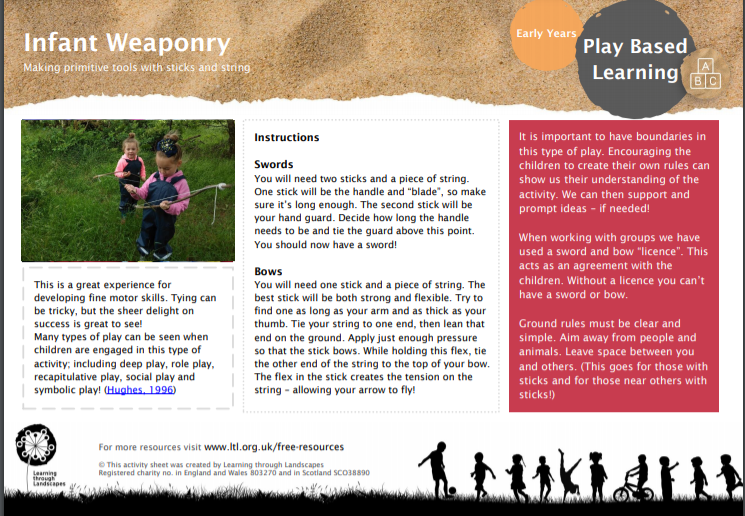 Infant Weaponry
Making primitive tools with sticks and string
Early Years
Play Based
Learning
A
B C
This is a great experience for
developing fine motor skills. Tying can
be tricky, but the sheer delight on
success is great to see!
Many types of play can be seen when
children are engaged in this type of
activity; including deep play, role play,
recapitulative play, social play and
symbolic play! (Hughes, 1996)
Instructions
Swords
You will need two sticks and a piece of string.
One stick will be the handle and “blade”, so make
sure it’s long enough. The second stick will be
your hand guard. Decide how long the handle
needs to be and tie the guard above this point.
You should now have a sword!
Bows
You will need one stick and a piece of string. The
best stick will be both strong and flexible. Try to
find one as long as your arm and as thick as your
thumb. Tie your string to one end, then lean that
end on the ground. Apply just enough pressure
so that the stick bows. While holding this flex, tie
the other end of the string to the top of your bow.
The flex in the stick creates the tension on the
string – allowing your arrow to fly!
It is important to have boundaries in
this type of play. Encouraging the
children to create their own rules can
show us their understanding of the
activity. We can then support and
prompt ideas – if needed!
When working with groups we have
used a sword and bow “licence”. This
acts as an agreement with the
children. Without a licence you can’t
have a sword or bow.
Ground rules must be clear and
simple. Aim away from people and
animals. Leave space between you
and others. (This goes for those with
sticks and for those near others with
sticks!)
Learning
through
Landscapes
For more resources visit www.ltl.org.uk/free-resources
© This activity sheet was created by Learning through Landscapes
Registered charity no. in England and Wales 803270 and in Scotland SCO38890